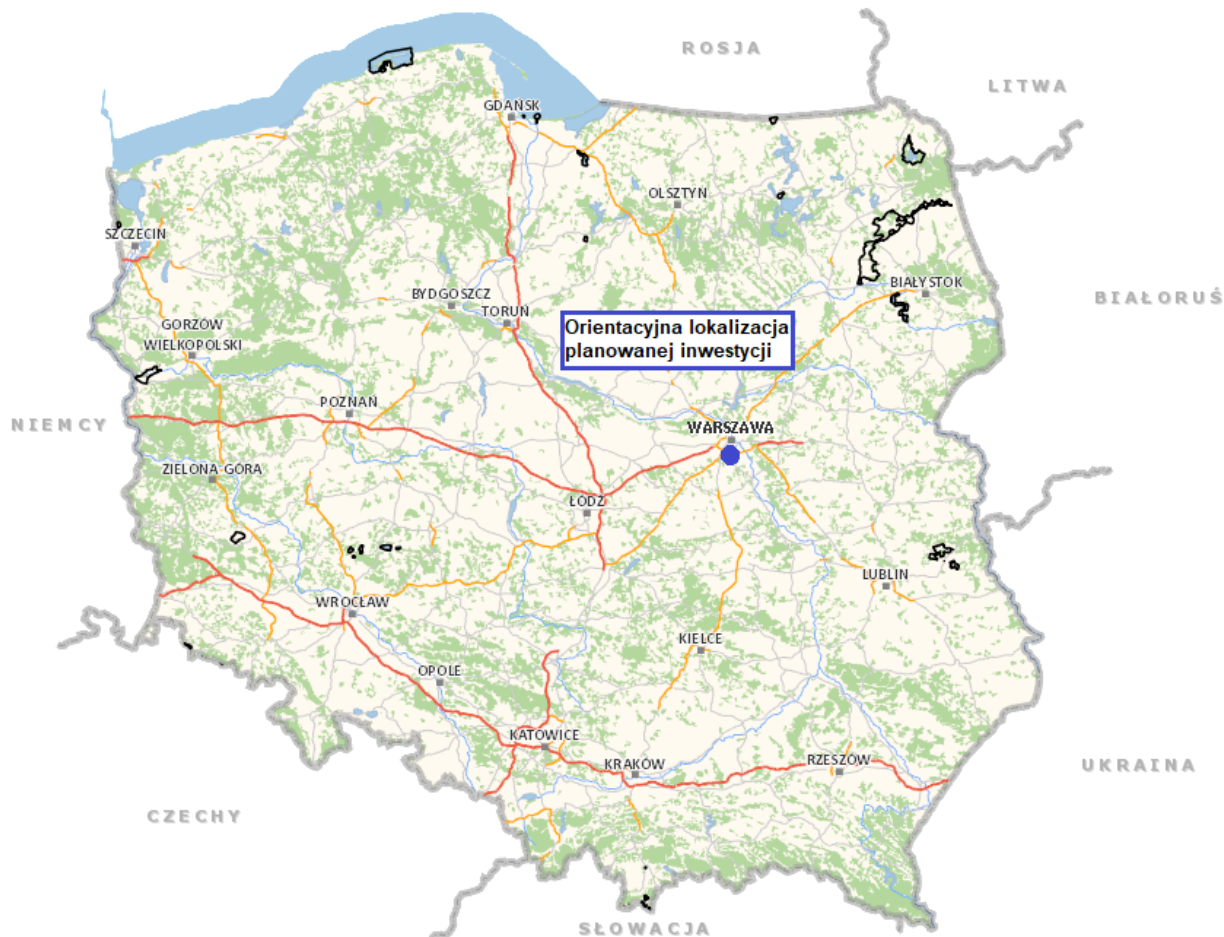 ROSJA
LITWA
GDAŃSK
OLSZTYN
SZCZECIN
BIAŁYSTOK
BYDGOSZCZ
TORUŃ
BIAŁORUŚ
GORZÓW
WIELKOPOLSKI
Orientacyjna lokalizacja
planowanej inwestycji
POZNAŃ
NIEMCY
WARSZAWA
ZIELONA GÓRA
ŁÓDŹ
LUBLIN
WROCŁAW
KIELCE
OPOLE
KATOWICE
KRAKÓW
RZESZÓW
UKRAINA
CZECHY
SŁOWACJA